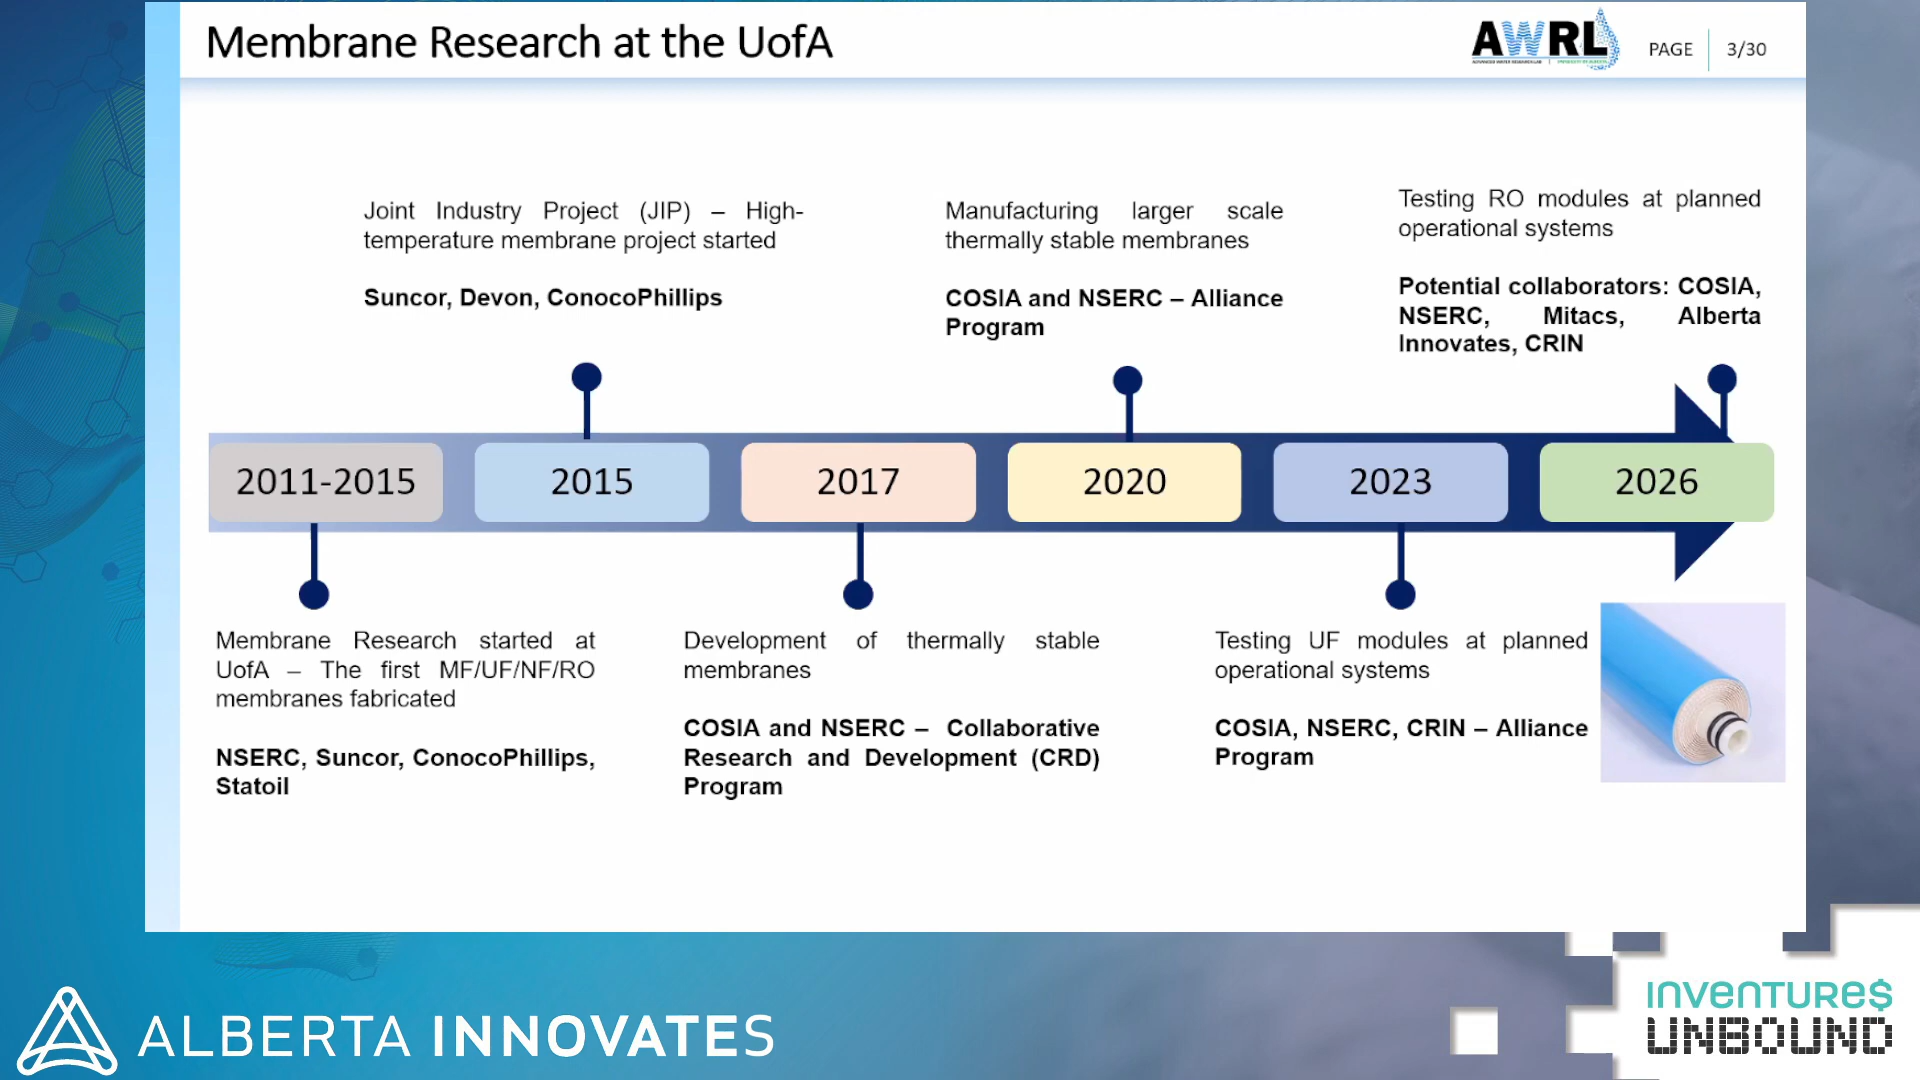 Membrane Research at the UofA
AWRL
PAGE 3/30
Joint Industry Project (JIP) – High-
temperature membrane project started
Suncor, Devon, ConocoPhillips
Manufacturing larger scale
thermally stable membranes
COSIA and NSERC – Alliance
Program
Testing RO modules at planned
operational systems
Potential collaborators: COSIA,
NSERC, Mitacs, Alberta
Innovates, CRIN
2011-2015
2015
2017
2020
2023
2026
Membrane Research started at
UofA – The first MF/UF/NF/RO
membranes fabricated
NSERC, Suncor, ConocoPhillips,
Statoil
Development of thermally stable
membranes
COSIA and NSERC – Collaborative
Research and Development (CRD)
Program
Testing UF modules at planned
operational systems
COSIA, NSERC, CRIN – Alliance
Program
ALBERTA INNOVATES
INVENTURE$
UNBOUND